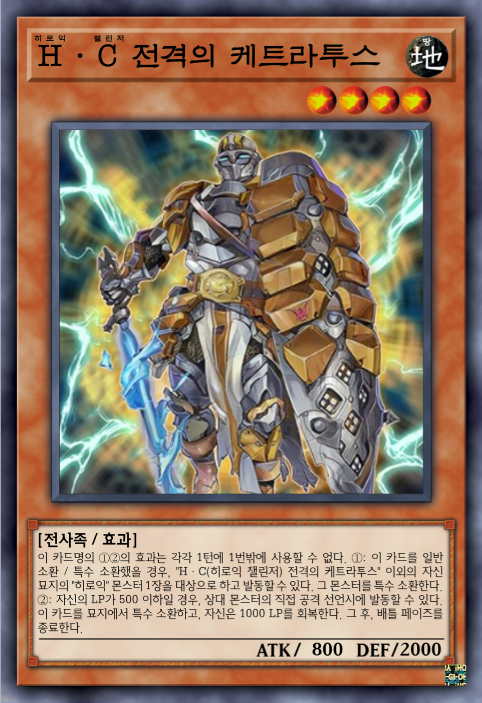 히로익 챌린저
H・C 전격의 케트라투스
땅
地
[전사족 / 효과]
이 카드명의 ①②의 효과는 각각 1턴에 1번밖에 사용할 수 없다. ①: 이 카드를 일반
소환 / 특수 소환했을 경우, "H・C(히로익 챌린저) 전격의 케트라투스" 이외의 자신
묘지의 "히로익" 몬스터 1장을 대상으로 하고 발동할 수 있다. 그 몬스터를 특수 소환한다.
②: 자신의 LP가 500 이하일 경우, 상대 몬스터의 직접 공격 선언시에 발동할 수 있다.
이 카드를 묘지에서 특수 소환하고, 자신은 1000 LP를 회복한다. 그 후, 배틀 페이즈를
종료한다.
ATK/ 800 DEF/2000